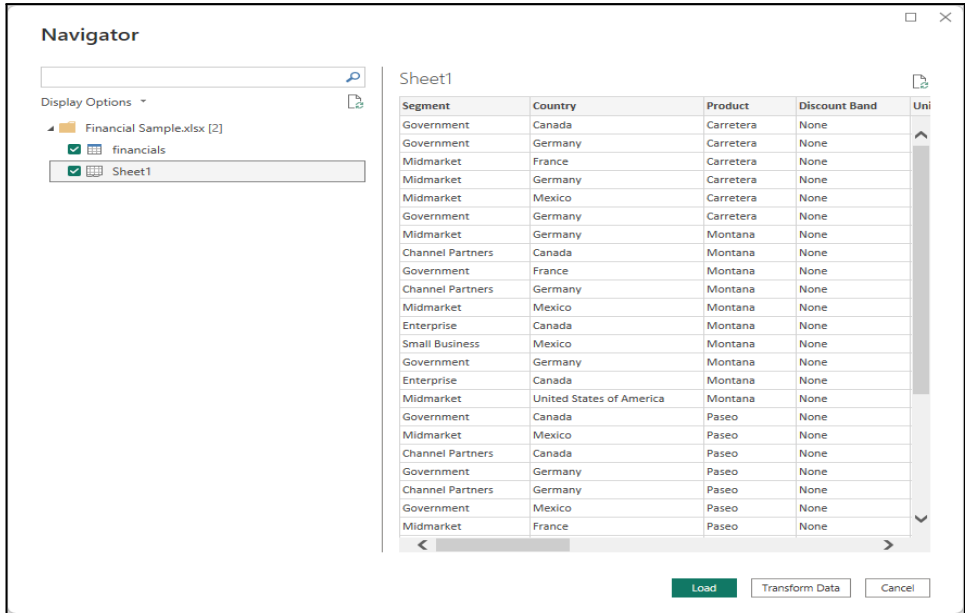 Navigator
Display Options
Financial Sample.xlsx [2]
financials
Sheet1
Sheet1
Segment Country Product Discount Band Uni
Government Canada Carretera None
Government Germany Carretera None
Midmarket France Carretera None
Midmarket Germany Carretera None
Midmarket Mexico Carretera None
Government Germany Carretera None
Midmarket Germany Montana None
Channel Partners Canada Montana None
Government France Montana None
Channel Partners Germany Montana None
Midmarket Mexico Montana None
Enterprise Canada Montana None
Small Business Mexico Montana None
Government Germany Montana None
Enterprise Canada Montana None
Midmarket United States of America Montana None
Government Canada Paseo None
Midmarket Mexico Paseo None
Channel Partners Canada Paseo None
Government Germany Paseo None
Channel Partners Germany Paseo None
Government Mexico Paseo None
Midmarket France Paseo None
Load Transform Data Cancel